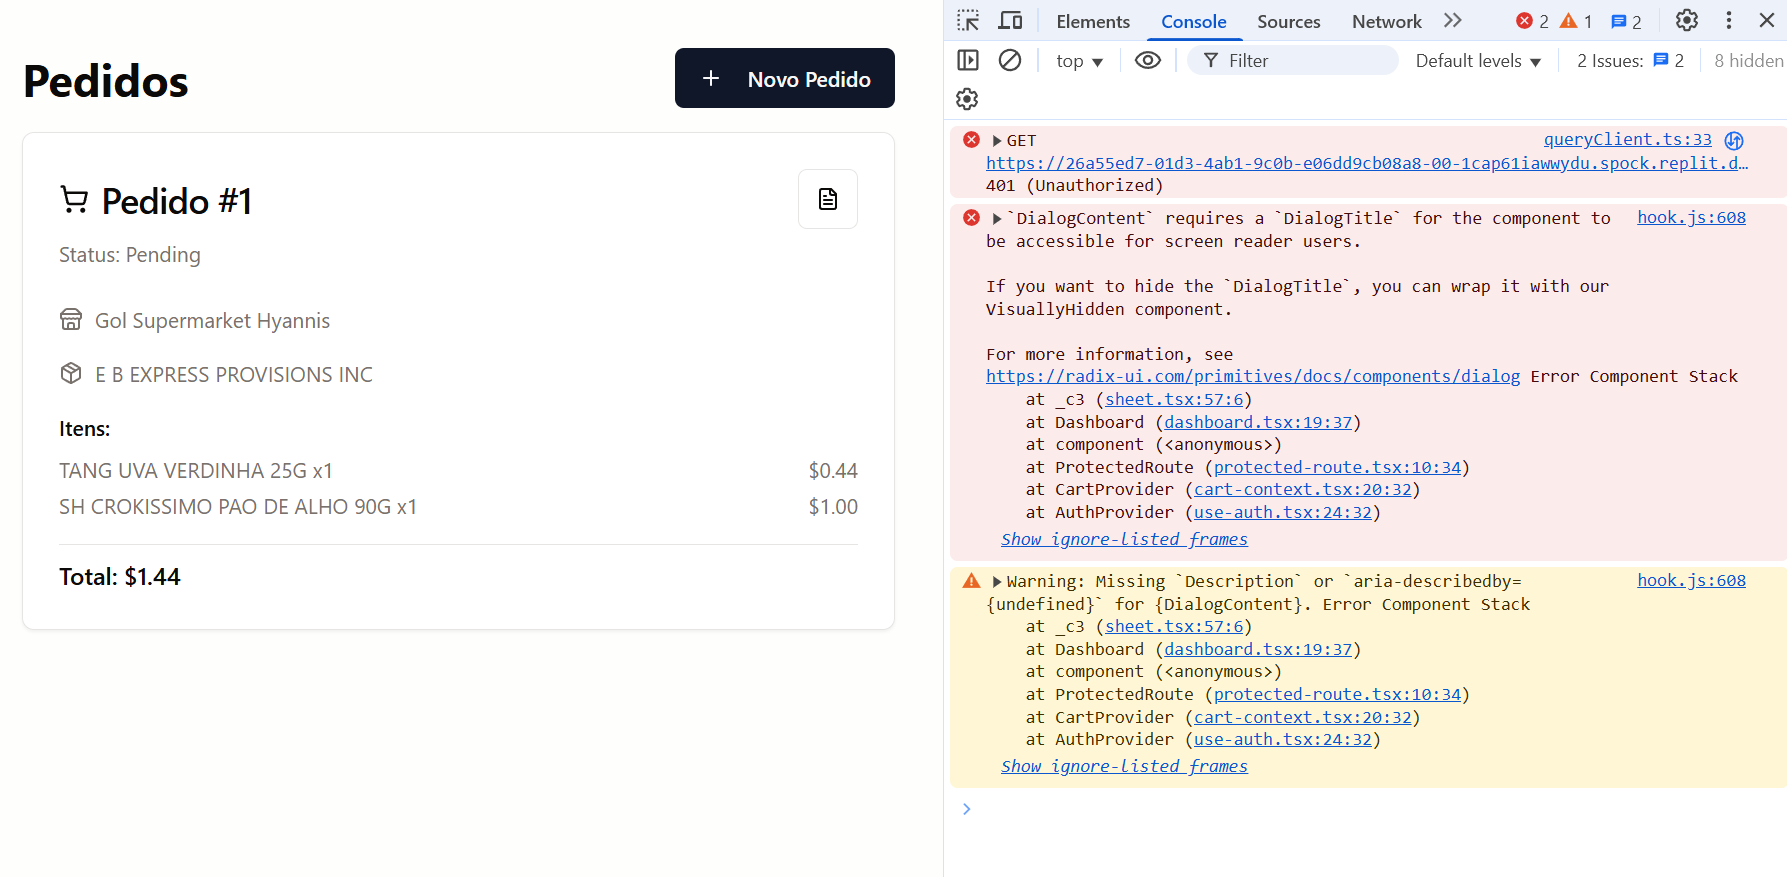 Pedidos
+ Novo Pedido
Pedido #1
Status: Pending
Gol Supermarket Hyannis
E B EXPRESS PROVISIONS INC
Itens:
TANG UVA VERDINHA 25G x1 $0.44
SH CROKISSIMO PAO DE ALHO 90G x1 $1.00
Total: $1.44
Elements Console Sources Network 2 1 2
top Filter Default levels 2 Issues: 2 8 hidden
GET queryClient.ts:33
https://26a55ed7-01d3-4ab1-9c0b-e06dd9cb08a8-00-1cap61iawwydu.spock.replit.d…
401 (Unauthorized)
`DialogContent` requires a `DialogTitle` for the component to hook.js:608
be accessible for screen reader users.
If you want to hide the `DialogTitle`, you can wrap it with our
VisuallyHidden component.
For more information, see
https://radix-ui.com/primitives/docs/components/dialog Error Component Stack
at _c3 (sheet.tsx:57:6)
at Dashboard (dashboard.tsx:19:37)
at component (<anonymous>)
at ProtectedRoute (protected-route.tsx:10:34)
at CartProvider (cart-context.tsx:20:32)
at AuthProvider (use-auth.tsx:24:32)
Show ignore-listed frames
Warning: Missing `Description` or `aria-describedby= hook.js:608
{undefined}` for {DialogContent}. Error Component Stack
at _c3 (sheet.tsx:57:6)
at Dashboard (dashboard.tsx:19:37)
at component (<anonymous>)
at ProtectedRoute (protected-route.tsx:10:34)
at CartProvider (cart-context.tsx:20:32)
at AuthProvider (use-auth.tsx:24:32)
Show ignore-listed frames